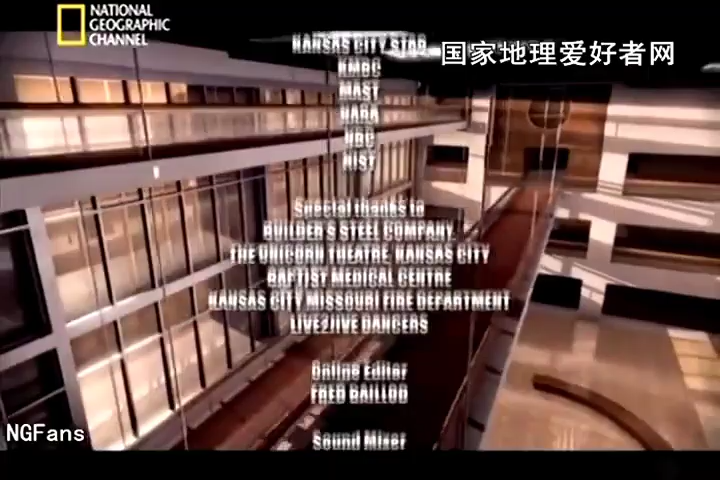 NATIONAL
GEOGRAPHIC
CHANNEL
国家地理爱好者网
KANSAS CITY STAR
KMBC
MAST
NARA
NBC
NIST
Special thanks to
BUILDER'S STEEL COMPANY
THE UNICORN THEATRE, KANSAS CITY
BAPTIST MEDICAL CENTRE
KANSAS CITY MISSOURI FIRE DEPARTMENT
LIVE2JIVE DANCERS
Online Editor
FRED BAILLOD
Sound Mixer
NGFans